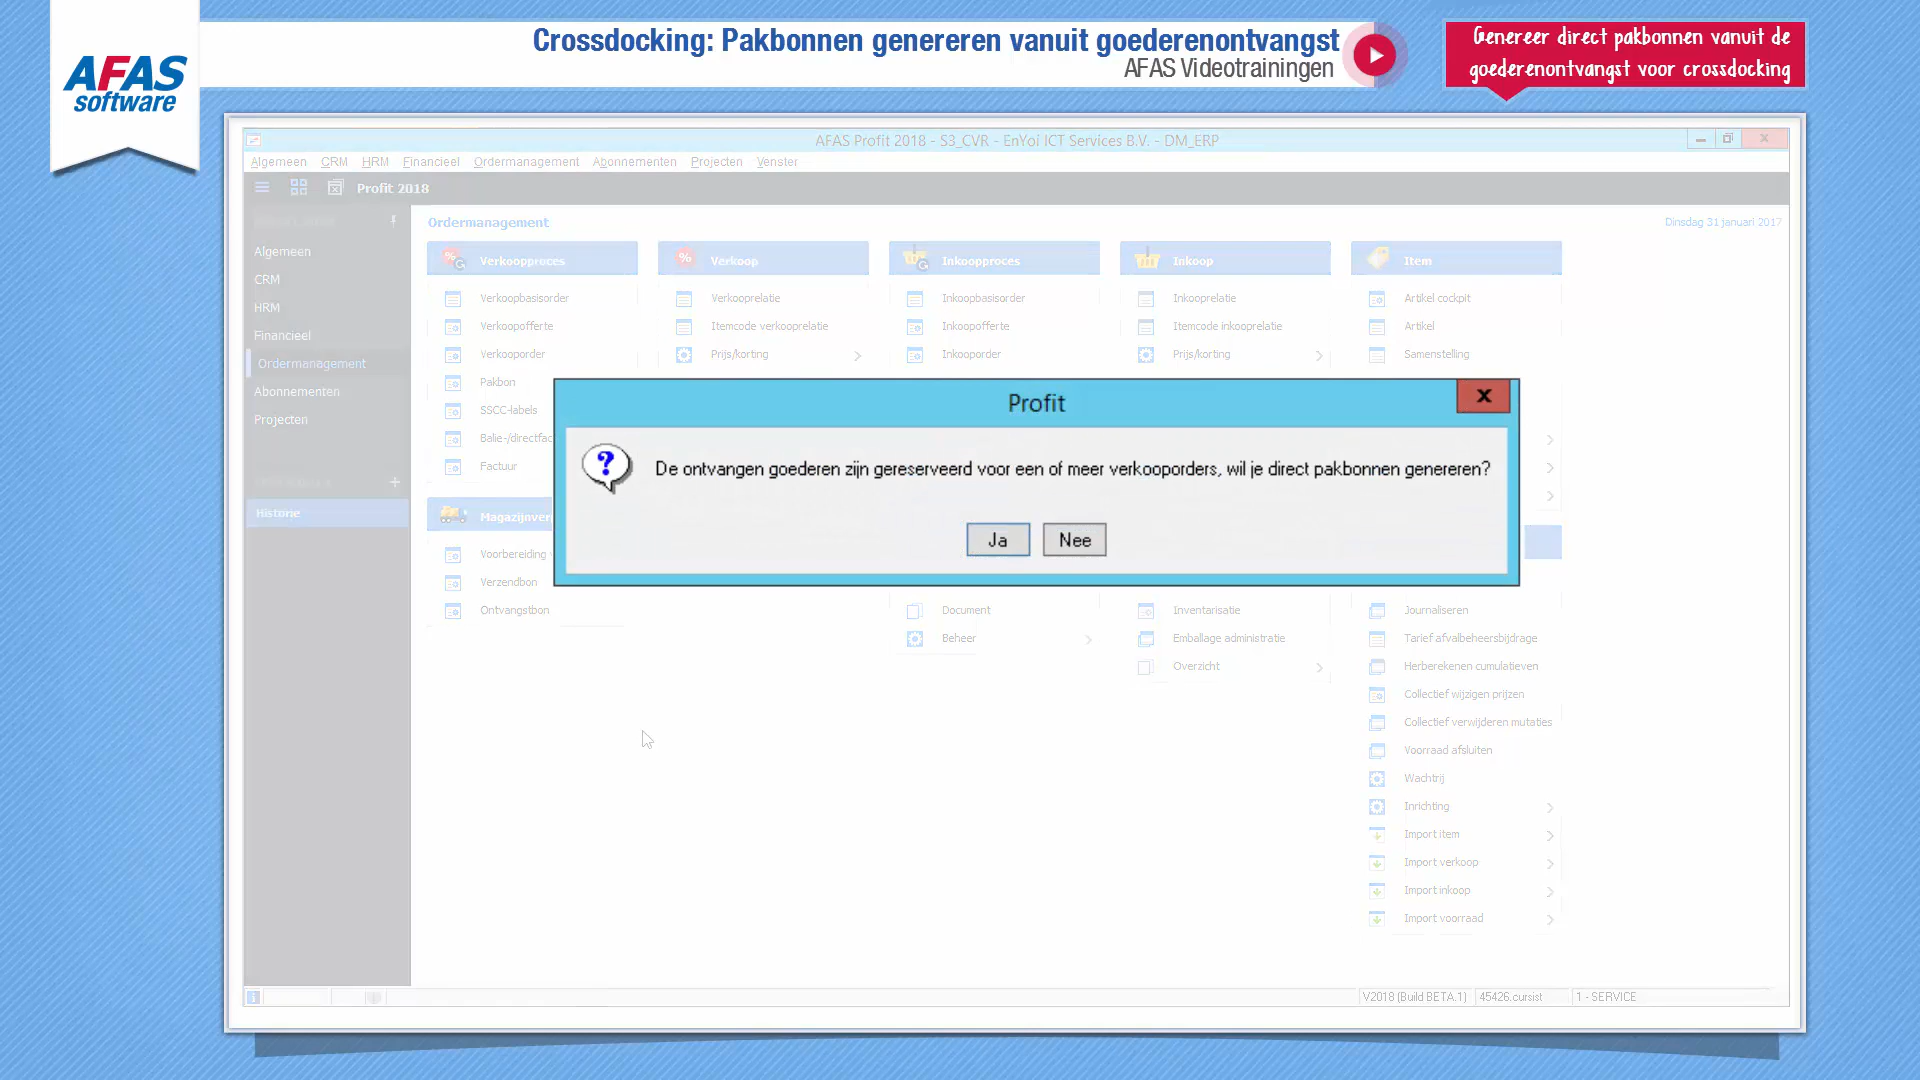 AFAS
software
Crossdocking: Pakbonnen genereren vanuit goederenontvangst
AFAS Videotrainingen
Genereer direct pakbonnen vanuit de
goederenontvangst voor crossdocking
AFAS Profit 2018 - S3_CVR - EnYoi ICT Services B.V. - DM_ERP
Algemeen CRM HRM Financieel Ordermanagement Abonnementen Projecten Venster
Profit 2018
Ordermanagement
Dinsdag 31 januari 2017
Algemeen
CRM
HRM
Financieel
Ordermanagement
Abonnementen
Projecten
Historie
Verkoopproces
Verkoopbasisorder
Verkoopofferte
Verkooporder
Pakbon
SSCC-labels
Balie-/directfac
Factuur
Magazijnver
Voorbereiding
Verzendbon
Ontvangstbon
Verkoop
Verkooprelatie
Itemcode verkooprelatie
Prijs/korting
Inkoopproces
Inkoopbasisorder
Inkoopofferte
Inkooporder
Document
Beheer
Inkoop
Inkooprelatie
Itemcode inkooprelatie
Prijs/korting
Inventarisatie
Emballage administratie
Overzicht
Item
Artikel cockpit
Artikel
Samenstelling
Journaliseren
Tarief afvalbeheersbijdrage
Herberekenen cumulatieven
Collectief wijzigen prijzen
Collectief verwijderen mutaties
Voorraad afsluiten
Wachtrij
Inrichting
Import item
Import verkoop
Import inkoop
Import voorraad
Profit
De ontvangen goederen zijn gereserveerd voor een of meer verkooporders, wil je direct pakbonnen genereren?
Ja
Nee
V2018 (Build BETA.1) 45426.cursist 1 - SERVICE